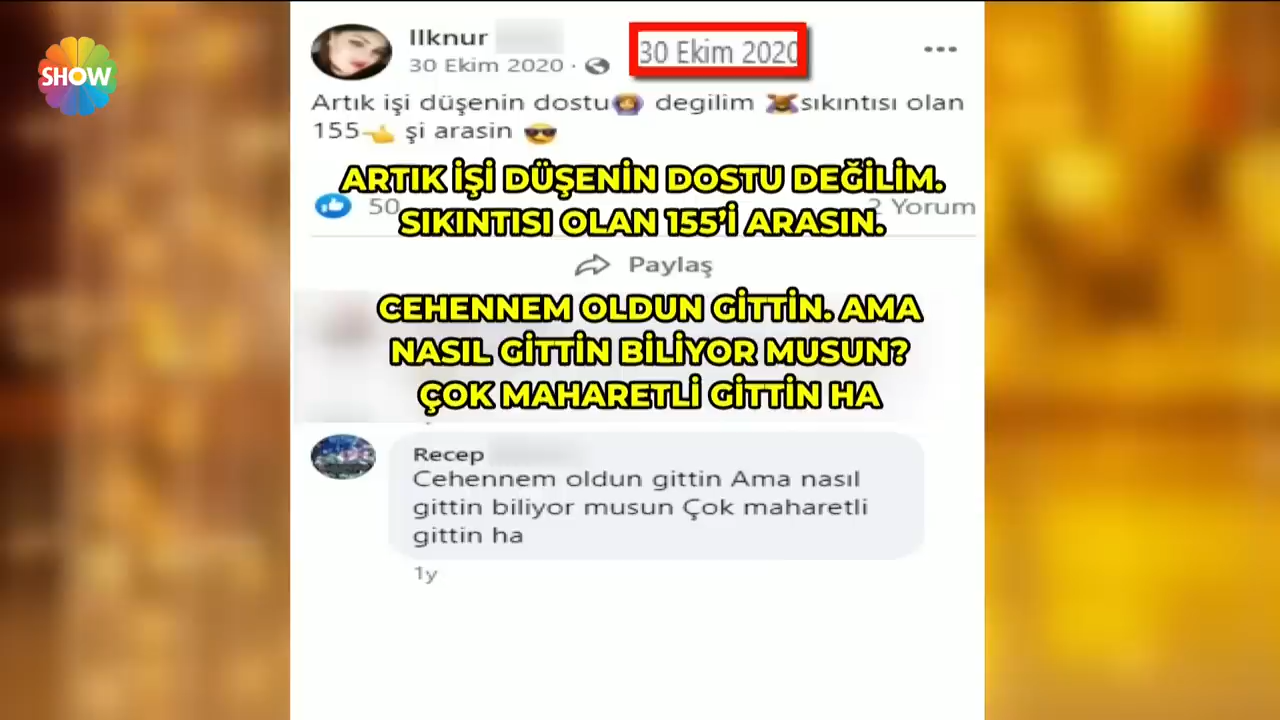 SHOW
Ilknur
30 Ekim 2020 ·
30 Ekim 2020
Artık işi düşenin dostu🙆‍♀️ degilim 🙅‍♀️sıkıntısı olan
155👈 şi arasin 😎
ARTIK İŞİ DÜŞENİN DOSTU DEĞİLİM.
50
2 Yorum
SIKINTISI OLAN 155'İ ARASIN.
Paylaş
CEHENNEM OLDUN GİTTİN. AMA
NASIL GİTTİN BİLİYOR MUSUN?
ÇOK MAHARETLİ GİTTİN HA
Recep
Cehennem oldun gittin Ama nasıl
gittin biliyor musun Çok maharetli
gittin ha
1y